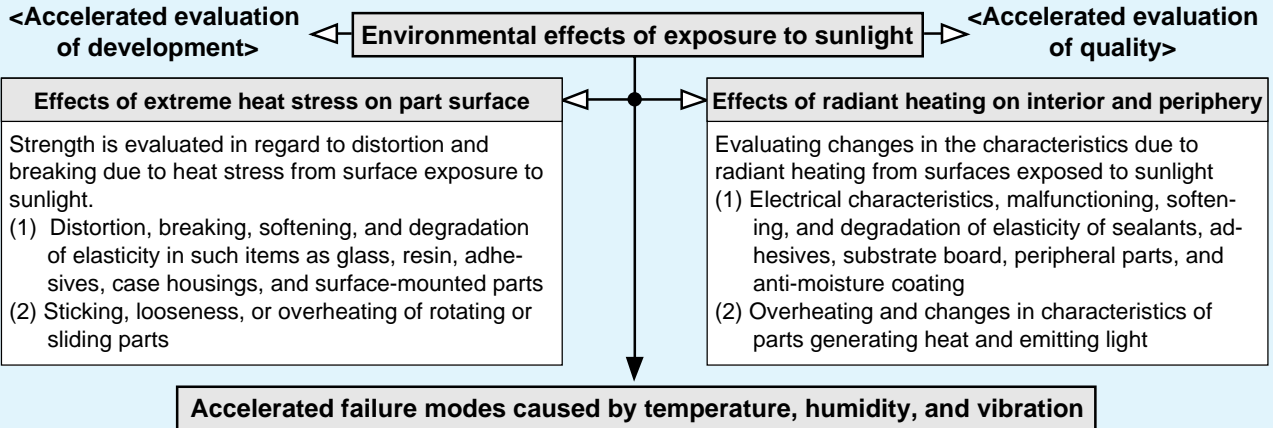 <Accelerated evaluation
of development>
Environmental effects of exposure to sunlight
<Accelerated evaluation
of quality>
Effects of extreme heat stress on part surface
Strength is evaluated in regard to distortion and
breaking due to heat stress from surface exposure to
sunlight.
(1) Distortion, breaking, softening, and degradation
of elasticity in such items as glass, resin, adhe-
sives, case housings, and surface-mounted parts
(2) Sticking, looseness, or overheating of rotating or
sliding parts
Effects of radiant heating on interior and periphery
Evaluating changes in the characteristics due to
radiant heating from surfaces exposed to sunlight
(1) Electrical characteristics, malfunctioning, soften-
ing, and degradation of elasticity of sealants, ad-
hesives, substrate board, peripheral parts, and
anti-moisture coating
(2) Overheating and changes in characteristics of
parts generating heat and emitting light
Accelerated failure modes caused by temperature, humidity, and vibration